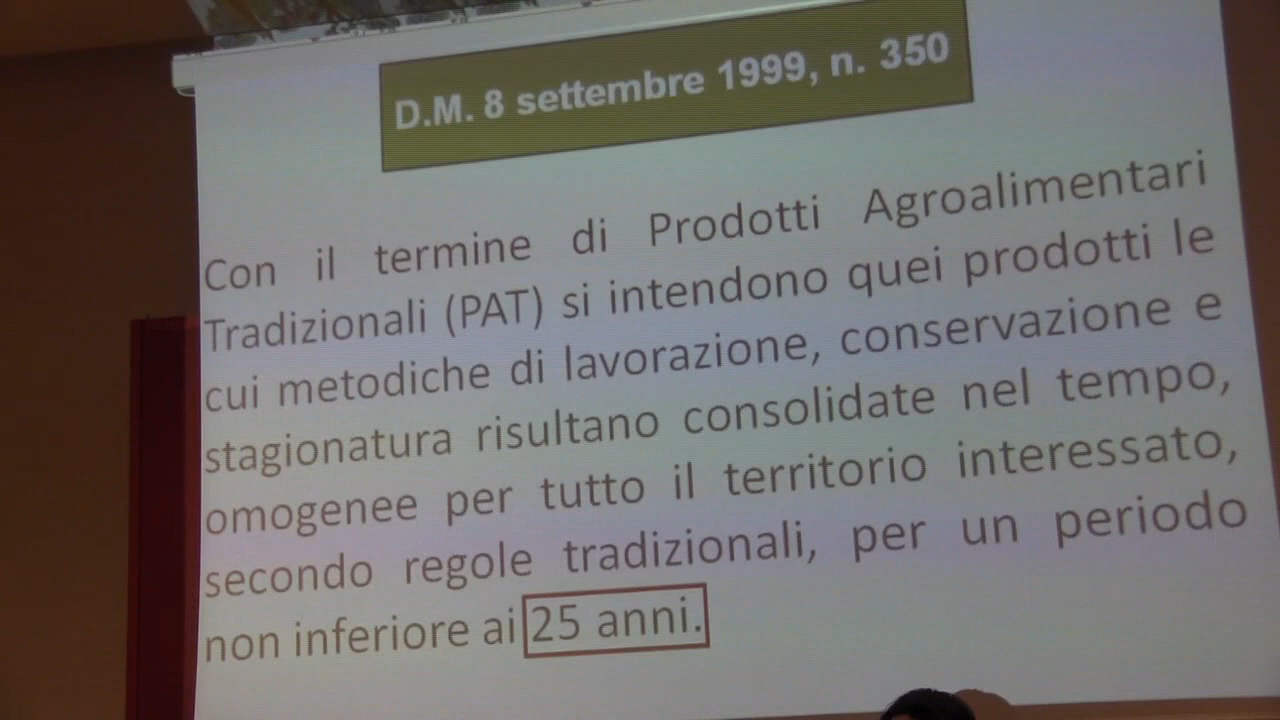 D.M. 8 settembre 1999, n. 350
Con il termine di Prodotti Agroalimentari
Tradizionali (PAT) si intendono quei prodotti le
cui metodiche di lavorazione, conservazione e
stagionatura risultano consolidate nel tempo,
omogenee per tutto il territorio interessato,
secondo regole tradizionali, per un periodo
non inferiore ai 25 anni.